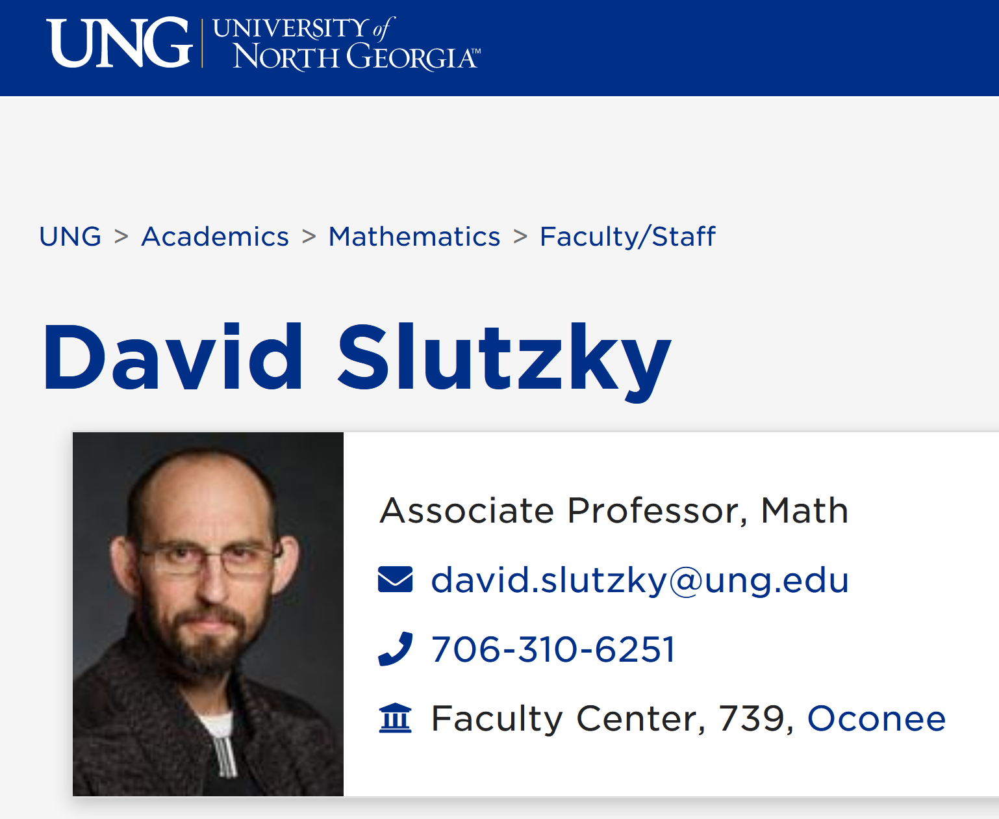 UNG UNIVERSITY of
NORTH GEORGIA™
UNG > Academics > Mathematics > Faculty/Staff
David Slutzky
Associate Professor, Math
david.slutzky@ung.edu
706-310-6251
Faculty Center, 739, Oconee